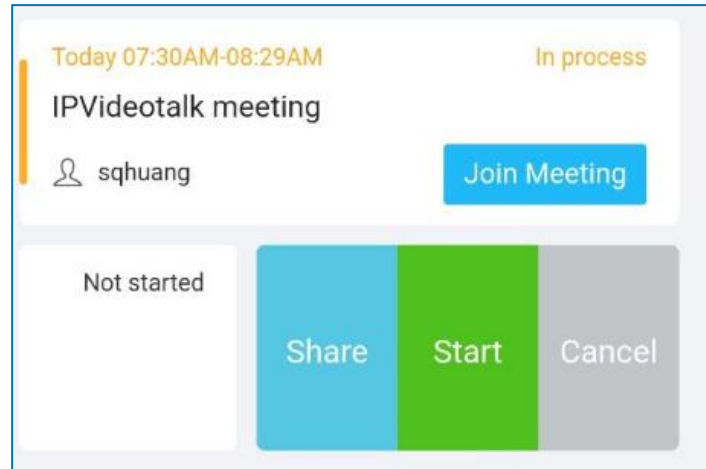 Today 07:30AM-08:29AM In process
IPVideotalk meeting
sqhuang Join Meeting
Not started
Share Start Cancel